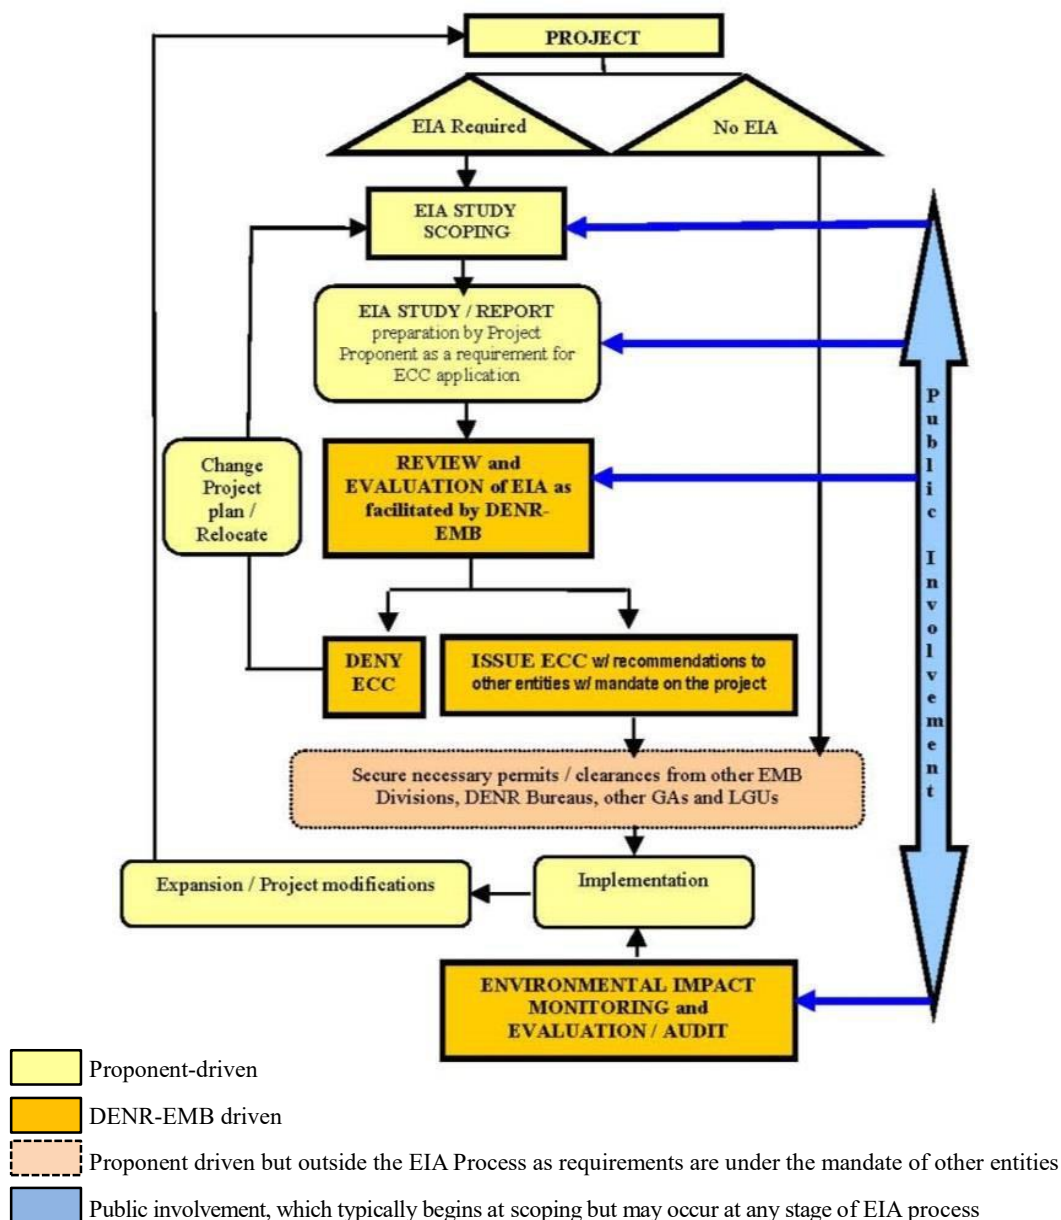 PROJECT
EIA Required
No EIA
EIA STUDY
SCOPING
EIA STUDY / REPORT
preparation by Project
Proponent as a requirement for
ECC application
Change
Project
plan /
Relocate
REVIEW and
EVALUATION of EIA as
facilitated by DENR-
EMB
DENY
ECC
ISSUE ECC w/ recommendations to
other entities w/ mandate on the project
Secure necessary permits / clearances from other EMB
Divisions, DENR Bureaus, other GAs and LGUs
Expansion / Project modifications
Implementation
ENVIRONMENTAL IMPACT
MONITORING and
EVALUATION / AUDIT
Public Involvement
Proponent-driven
DENR-EMB driven
Proponent driven but outside the EIA Process as requirements are under the mandate of other entities
Public involvement, which typically begins at scoping but may occur at any stage of EIA process